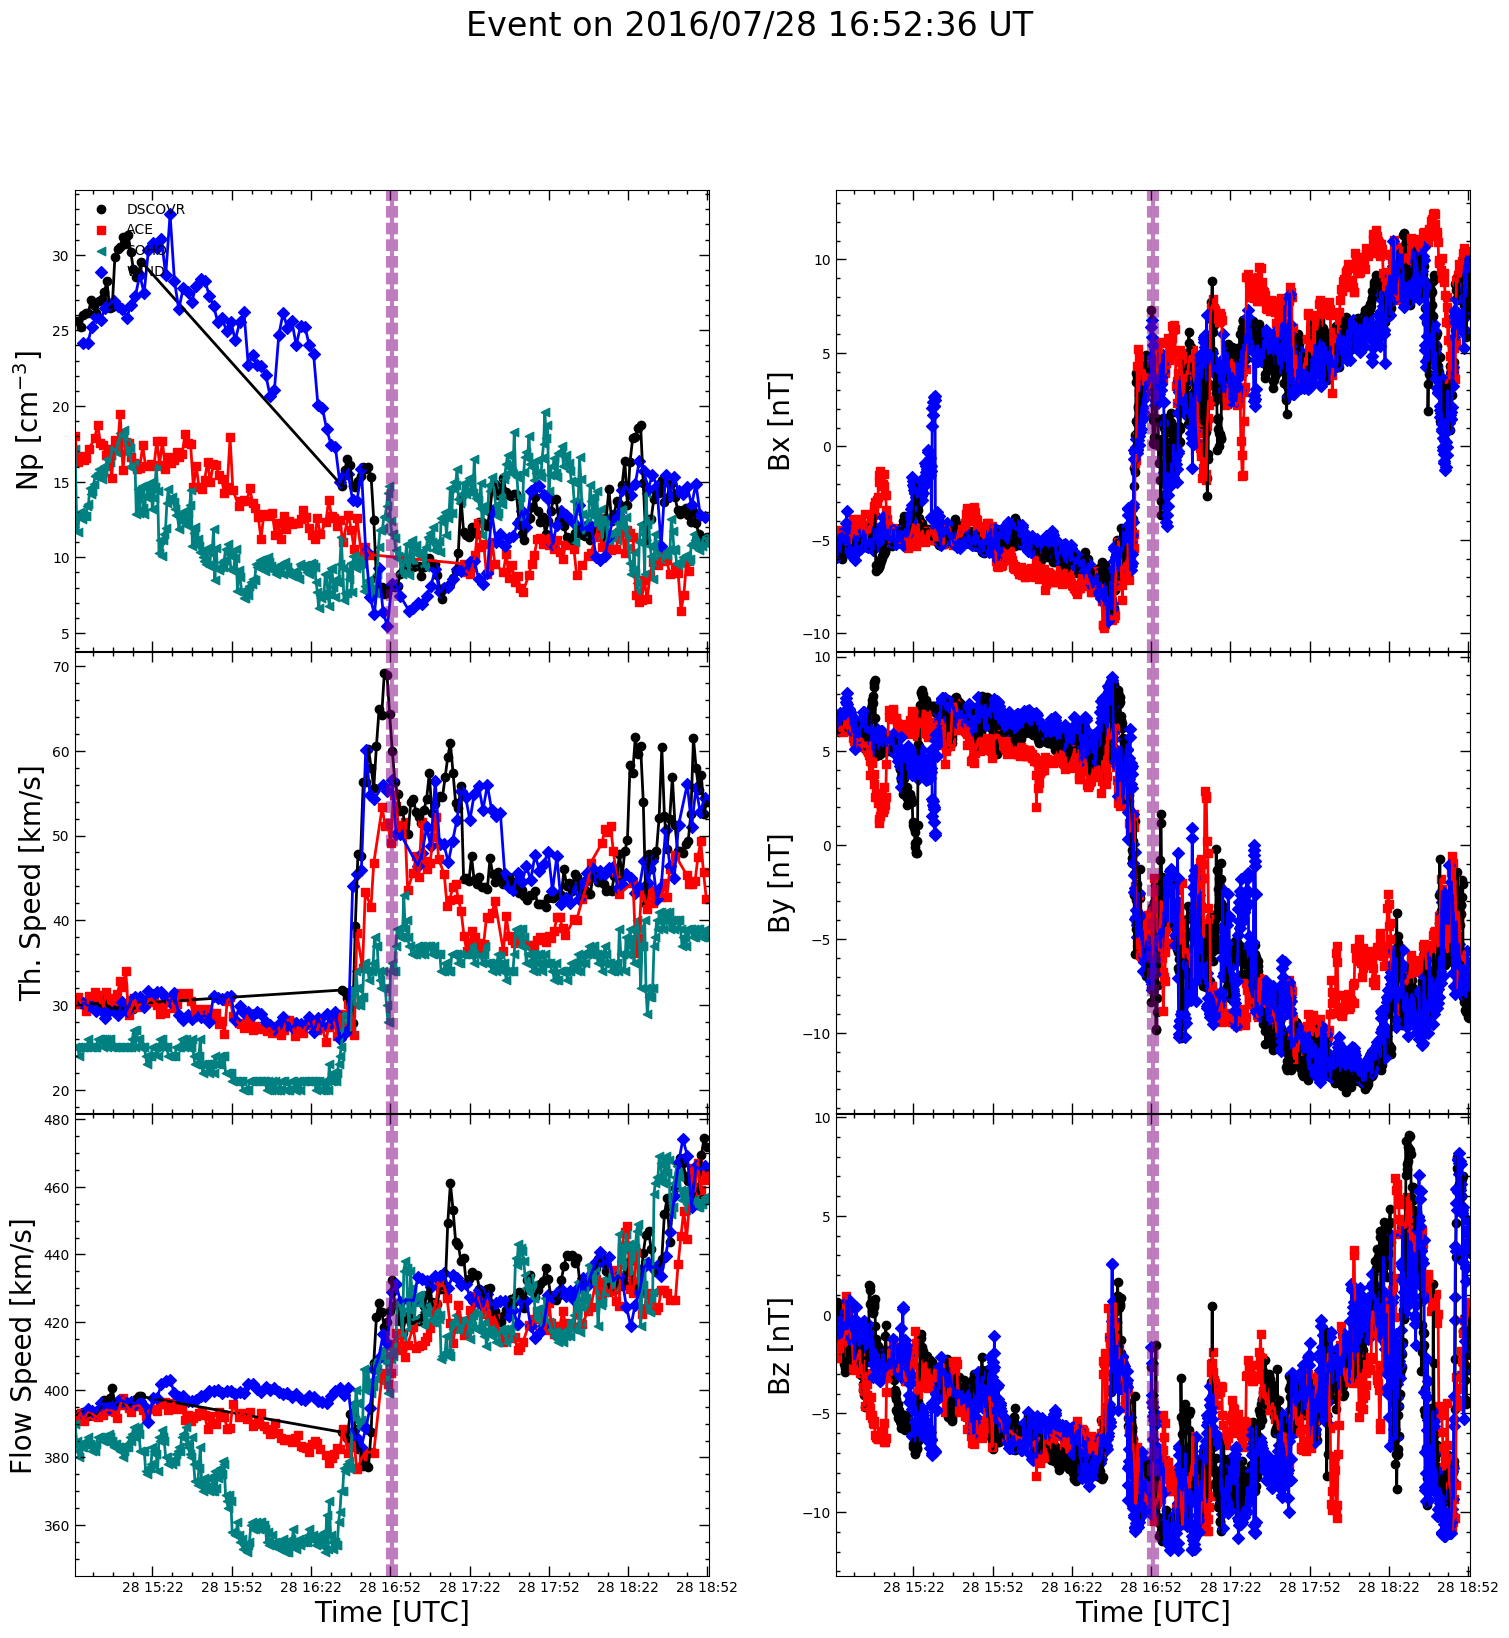 Event on 2016/07/28 16:52:36 UT
DSCOVR
ACE
30
25
20
15
10
5
Np [cm⁻³]
70
60
50
40
30
20
Th. Speed [km/s]
480
460
440
420
400
380
360
Flow Speed [km/s]
28 15:22 28 15:52 28 16:22 28 16:52 28 17:22 28 17:52 28 18:22 28 18:52
Time [UTC]
10
5
0
−5
−10
Bx [nT]
10
5
0
−5
−10
By [nT]
10
5
0
−5
−10
Bz [nT]
28 15:22 28 15:52 28 16:22 28 16:52 28 17:22 28 17:52 28 18:22 28 18:52
Time [UTC]